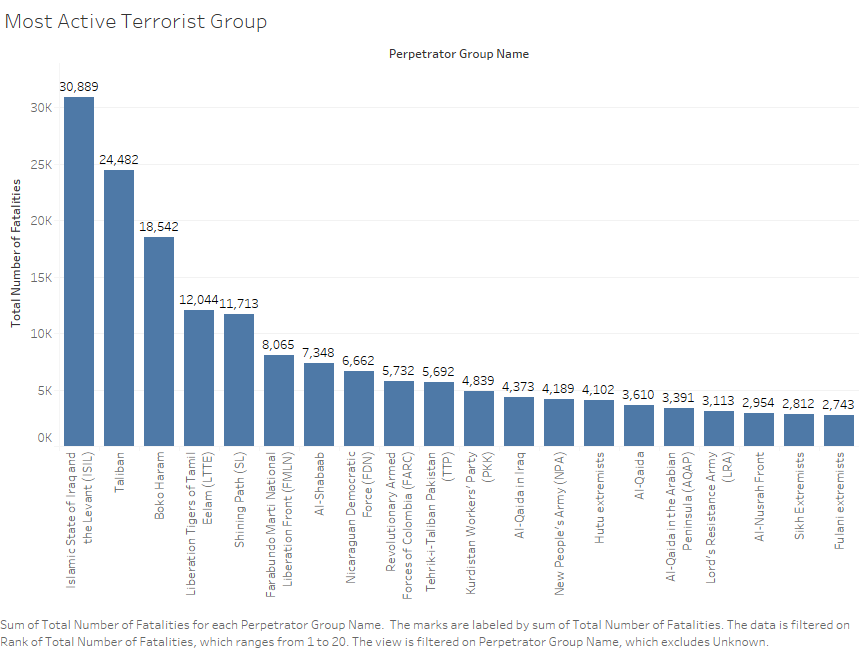 Most Active Terrorist Group
Perpetrator Group Name
Total Number of Fatalities
30K
25K
20K
15K
10K
5K
0K
30,889
24,482
18,542
12,044
11,713
8,065
7,348
6,662
5,732
5,692
4,839
4,373
4,189
4,102
3,610
3,391
3,113
2,954
2,812
2,743
Islamic State of Iraq and
the Levant (ISIL)
Taliban
Boko Haram
Liberation Tigers of Tamil
Eelam (LTTE)
Shining Path (SL)
Farabundo Marti National
Liberation Front (FMLN)
Al-Shabaab
Nicaraguan Democratic
Force (FDN)
Revolutionary Armed
Forces of Colombia (FARC)
Tehrik-i-Taliban Pakistan
(TTP)
Kurdistan Workers' Party
(PKK)
Al-Qaida in Iraq
New People's Army (NPA)
Hutu extremists
Al-Qaida
Al-Qaida in the Arabian
Peninsula (AQAP)
Lord's Resistance Army
(LRA)
Al-Nusrah Front
Sikh Extremists
Fulani extremists
Sum of Total Number of Fatalities for each Perpetrator Group Name.  The marks are labeled by sum of Total Number of Fatalities. The data is filtered on
Rank of Total Number of Fatalities, which ranges from 1 to 20. The view is filtered on Perpetrator Group Name, which excludes Unknown.